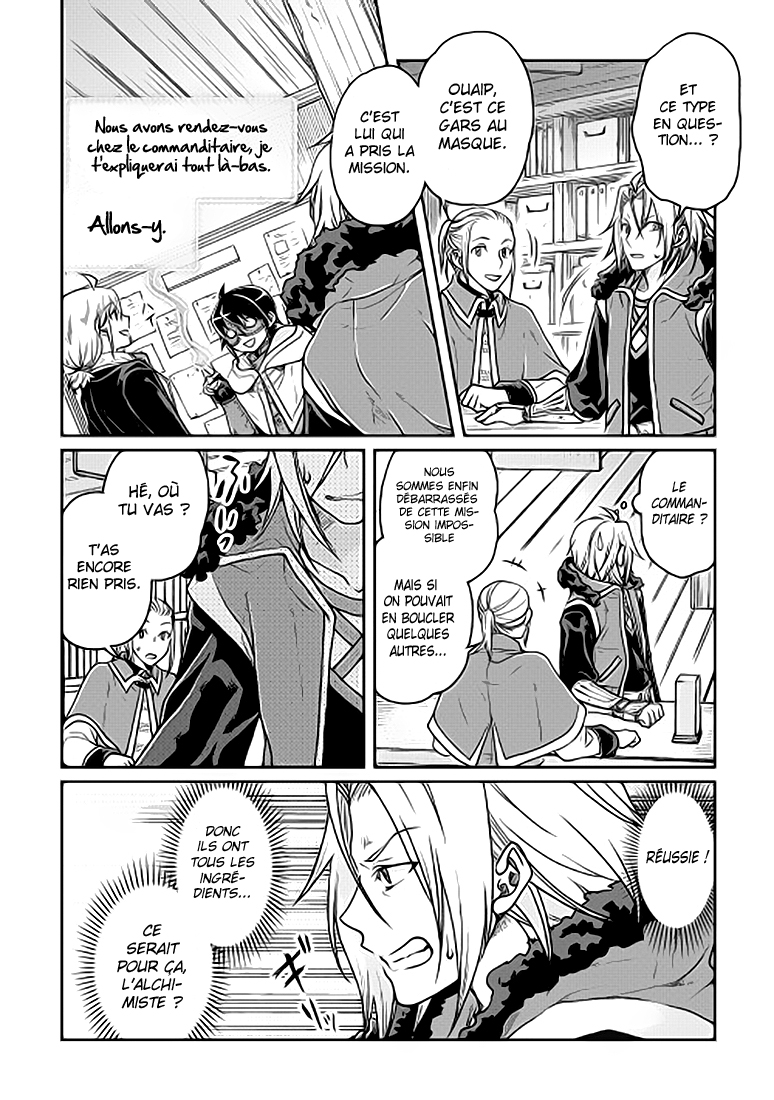 ET
CE TYPE
EN QUES-
TION... ?
OUAIP,
C'EST CE
GARS AU
MASQUE.
C'EST
LUI QUI
A PRIS LA
MISSION.
Nous avons rendez-vous
chez le commanditaire, je
t'expliquerai tout là-bas.
Allons-y.
LE
COMMAN-
DITAIRE ?
NOUS
SOMMES ENFIN
DÉBARRASSÉS
DE CETTE MIS-
SION IMPOS-
SIBLE
MAIS SI
ON POUVAIT
EN BOUCLER
QUELQUES
AUTRES...
HÉ, OÙ
TU VAS ?
T'AS
ENCORE
RIEN PRIS.
RÉUSSIE !
DONC
ILS ONT
TOUS LES
INGRÉ-
DIENTS...
CE
SERAIT
POUR ÇA,
L'ALCHI-
MISTE ?